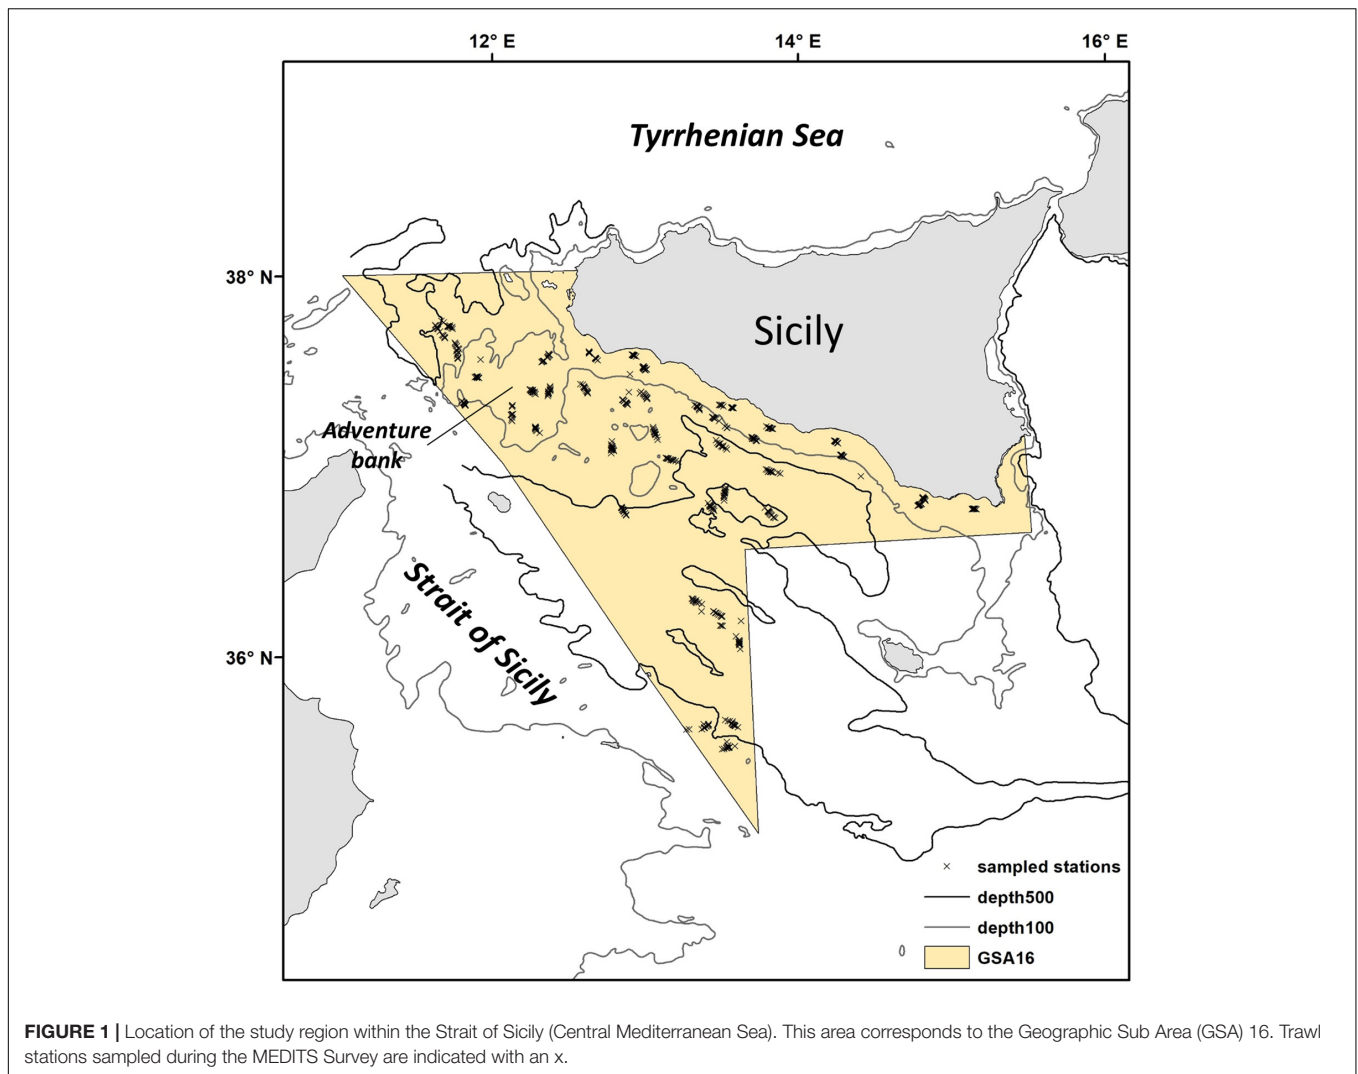 12° E
14° E
16° E
Tyrrhenian Sea
38° N
Sicily
Adventure
bank
Strait of Sicily
36° N
sampled stations
depth500
depth100
GSA16
FIGURE 1 | Location of the study region within the Strait of Sicily (Central Mediterranean Sea). This area corresponds to the Geographic Sub Area (GSA) 16. Trawl
stations sampled during the MEDITS Survey are indicated with an x.